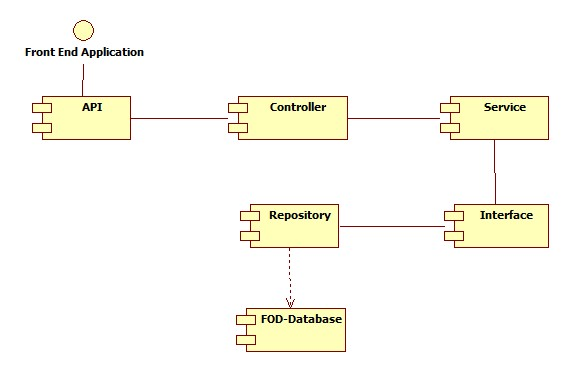 Front End Application
API
Controller
Service
Repository
Interface
FOD-Database